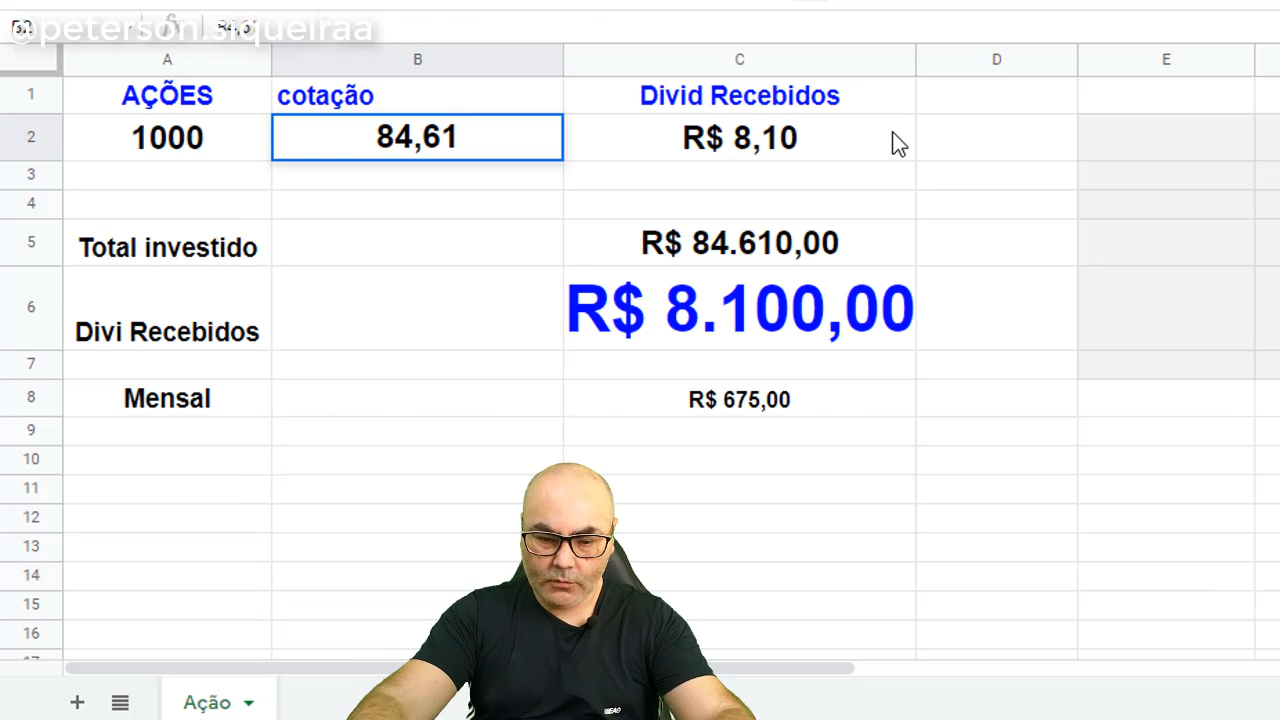 @peterson.siqueiraa
A B C D E
1 AÇÕES cotação Divid Recebidos
2 1000 84,61 R$ 8,10
3
4
5 Total investido R$ 84.610,00
6 Divi Recebidos R$ 8.100,00
7
8 Mensal R$ 675,00
9
10
11
12
13
14
15
16
+ Ação